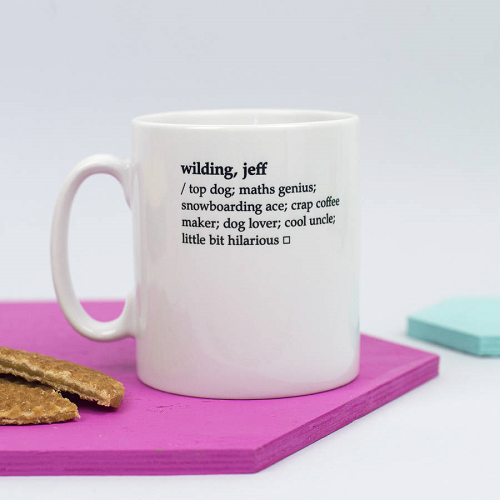 wilding, jeff
/ top dog; maths genius;
snowboarding ace; crap coffee
maker; dog lover; cool uncle;
little bit hilarious □